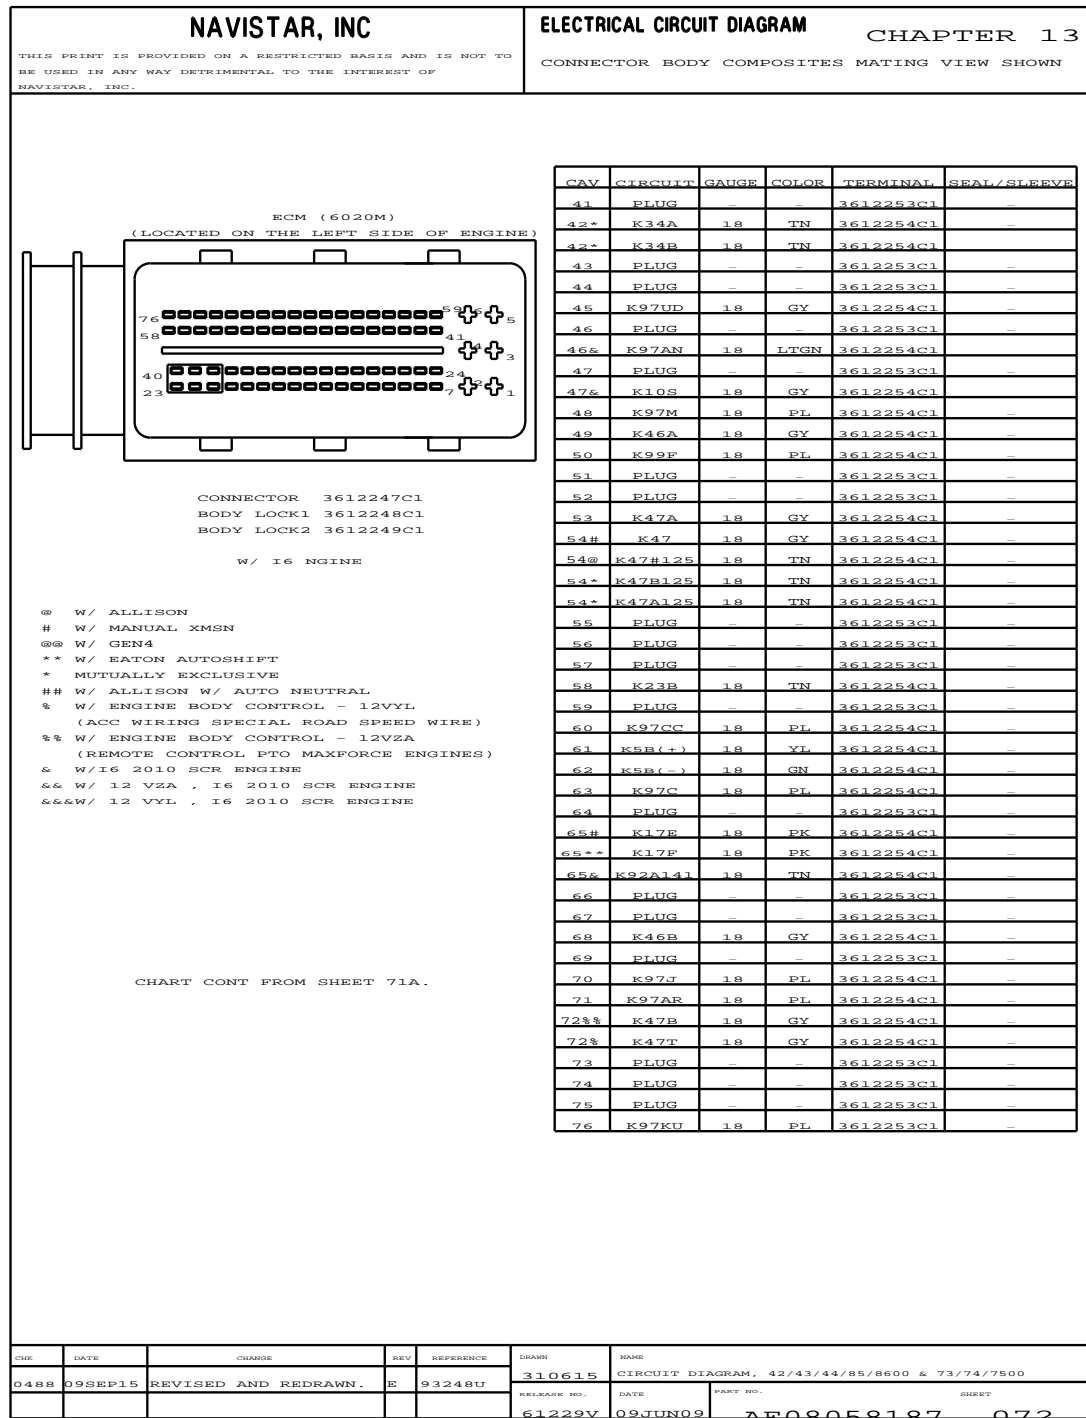 NAVISTAR, INC
THIS PRINT IS PROVIDED ON A RESTRICTED BASIS AND IS NOT TO
BE USED IN ANY WAY DETRIMENTAL TO THE INTEREST OF
NAVISTAR, INC.
ELECTRICAL CIRCUIT DIAGRAM
CHAPTER 13
CONNECTOR BODY COMPOSITES MATING VIEW SHOWN
ECM (6020M)
(LOCATED ON THE LEFT SIDE OF ENGINE)
76 59 6 5
58 41 4 3
40 24 2
23 7 1
CONNECTOR 3612247C1
BODY LOCK1 3612248C1
BODY LOCK2 3612249C1
W/ I6 NGINE
@ W/ ALLISON
# W/ MANUAL XMSN
@@ W/ GEN4
** W/ EATON AUTOSHIFT
* MUTUALLY EXCLUSIVE
## W/ ALLISON W/ AUTO NEUTRAL
% W/ ENGINE BODY CONTROL - 12VYL
(ACC WIRING SPECIAL ROAD SPEED WIRE)
%% W/ ENGINE BODY CONTROL - 12VZA
(REMOTE CONTROL PTO MAXFORCE ENGINES)
& W/I6 2010 SCR ENGINE
&& W/ 12 VZA , I6 2010 SCR ENGINE
&&&W/ 12 VYL , I6 2010 SCR ENGINE
CHART CONT FROM SHEET 71A.
CAV CIRCUIT GAUGE COLOR TERMINAL SEAL/SLEEVE
41 PLUG - - 3612253C1 -
42* K34A 18 TN 3612254C1
42* K34B 18 TN 3612254C1
43 PLUG - - 3612253C1 -
44 PLUG - - 3612253C1 -
45 K97UD 18 GY 3612254C1 -
46 PLUG - - 3612253C1 -
46& K97AN 18 LTGN 3612254C1
47 PLUG - - 3612253C1 -
47& K10S 18 GY 3612254C1 -
48 K97M 18 PL 3612254C1 -
49 K46A 18 GY 3612254C1 -
50 K99F 18 PL 3612254C1 -
51 PLUG - - 3612253C1 -
52 PLUG - - 3612253C1 -
53 K47A 18 GY 3612254C1 -
54# K47 18 GY 3612254C1 -
54@ K47#125 18 TN 3612254C1 -
54* K47B125 18 TN 3612254C1 -
54* K47A125 18 TN 3612254C1 -
55 PLUG - - 3612253C1 -
56 PLUG - - 3612253C1 -
57 PLUG - - 3612253C1 -
58 K23B 18 TN 3612254C1 -
59 PLUG - - 3612253C1 -
60 K97CC 18 PL 3612254C1 -
61 K5B(+) 18 YL 3612254C1 -
62 K5B(-) 18 GN 3612254C1 -
63 K97C 18 PL 3612254C1 -
64 PLUG - - 3612253C1 -
65# K17E 18 PK 3612254C1 -
65** K17F 18 PK 3612254C1 -
65& K92A141 18 TN 3612254C1 -
66 PLUG - - 3612253C1 -
67 PLUG - - 3612253C1 -
68 K46B 18 GY 3612254C1 -
69 PLUG - - 3612253C1 -
70 K97J 18 PL 3612254C1 -
71 K97AR 18 PL 3612254C1 -
72%% K47B 18 GY 3612254C1 -
72% K47T 18 GY 3612254C1 -
73 PLUG - - 3612253C1 -
74 PLUG - - 3612253C1 -
75 PLUG - - 3612253C1 -
76 K97KU 18 PL 3612253C1 -
CHK DATE CHANGE REV REFERENCE
0488 09SEP15 REVISED AND REDRAWN. E 93248U
DRAWN
310615
NAME
CIRCUIT DIAGRAM, 42/43/44/85/8600 & 73/74/7500
RELEASE NO.
61229V
DATE
09JUN09
PART NO. SHEET
AE08058187 072